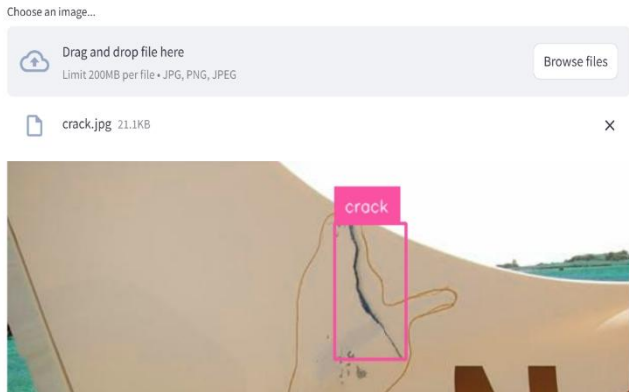 Choose an image...
Drag and drop file here
Limit 200MB per file • JPG, PNG, JPEG
Browse files
crack.jpg 21.1KB
crack
N